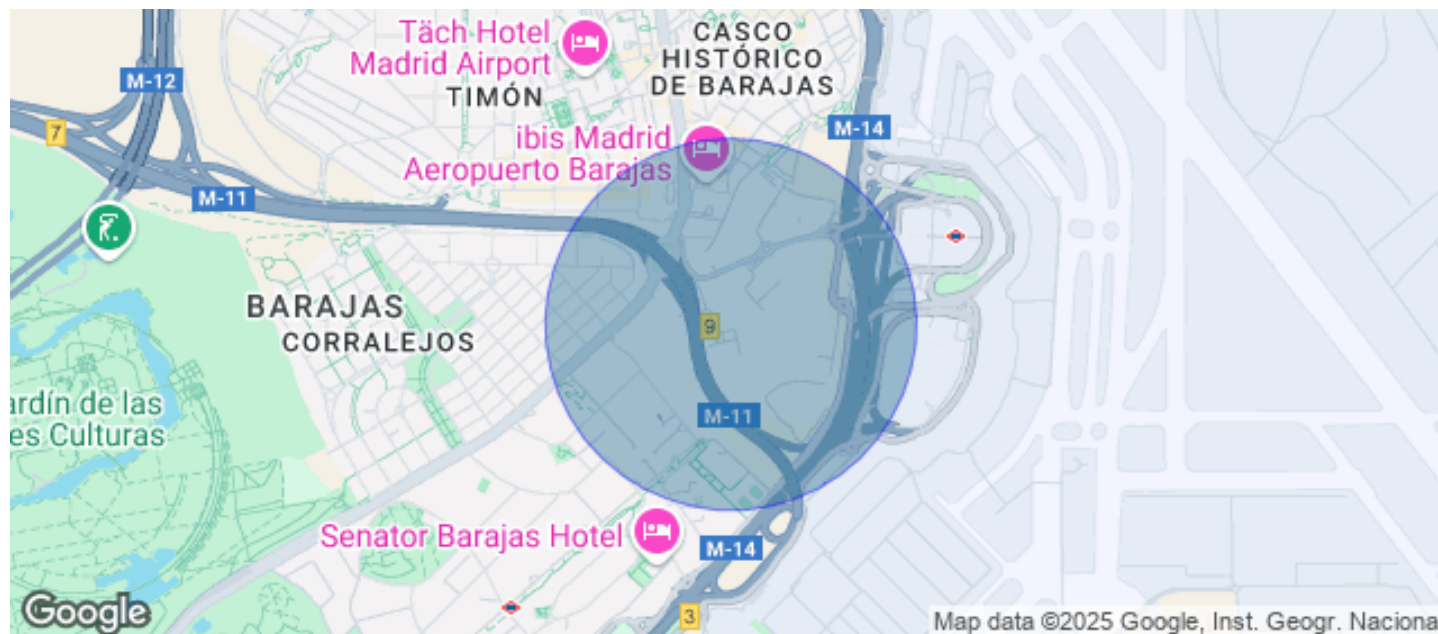 Täch Hotel
Madrid Airport
CASCO
HISTÓRICO
DE BARAJAS
M-12
TIMÓN
7
ibis Madrid
Aeropuerto Barajas
M-14
M-11
BARAJAS
CORRALEJOS
9
ardín de las
es Culturas
M-11
Senator Barajas Hotel
M-14
3
Google
Map data ©2025 Google, Inst. Geogr. Naciona